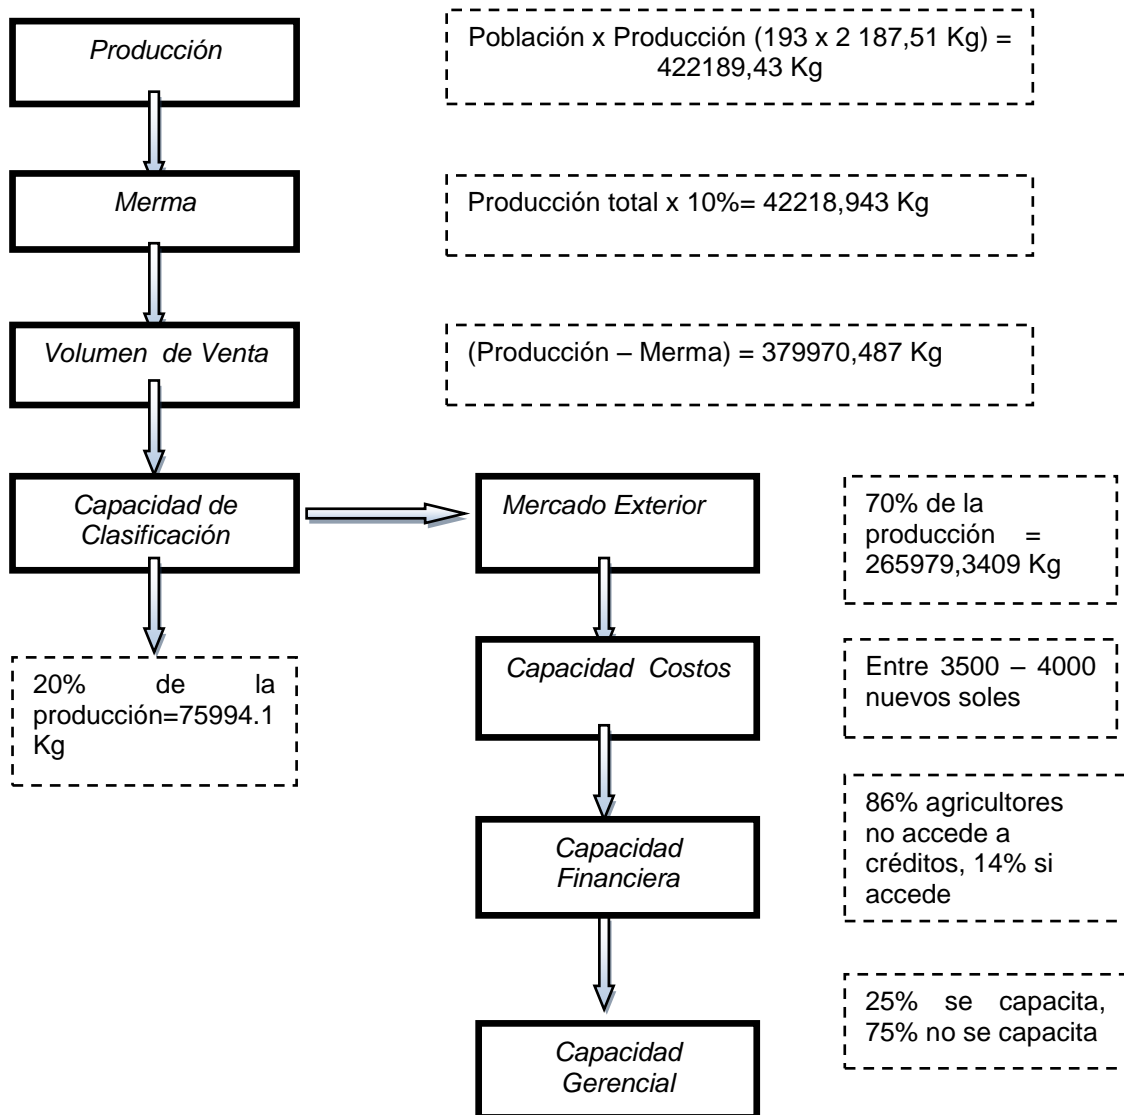 Producción
Población x Producción (193 x 2 187,51 Kg) =
422189,43 Kg
Merma
Producción total x 10%= 42218,943 Kg
Volumen de Venta
(Producción – Merma) = 379970,487 Kg
Capacidad de
Clasificación
Mercado Exterior
70% de la
producción =
265979,3409 Kg
20% de la
producción=75994.1
Kg
Capacidad Costos
Entre 3500 – 4000
nuevos soles
Capacidad
Financiera
86% agricultores
no accede a
créditos, 14% si
accede
25% se capacita,
75% no se capacita
Capacidad
Gerencial